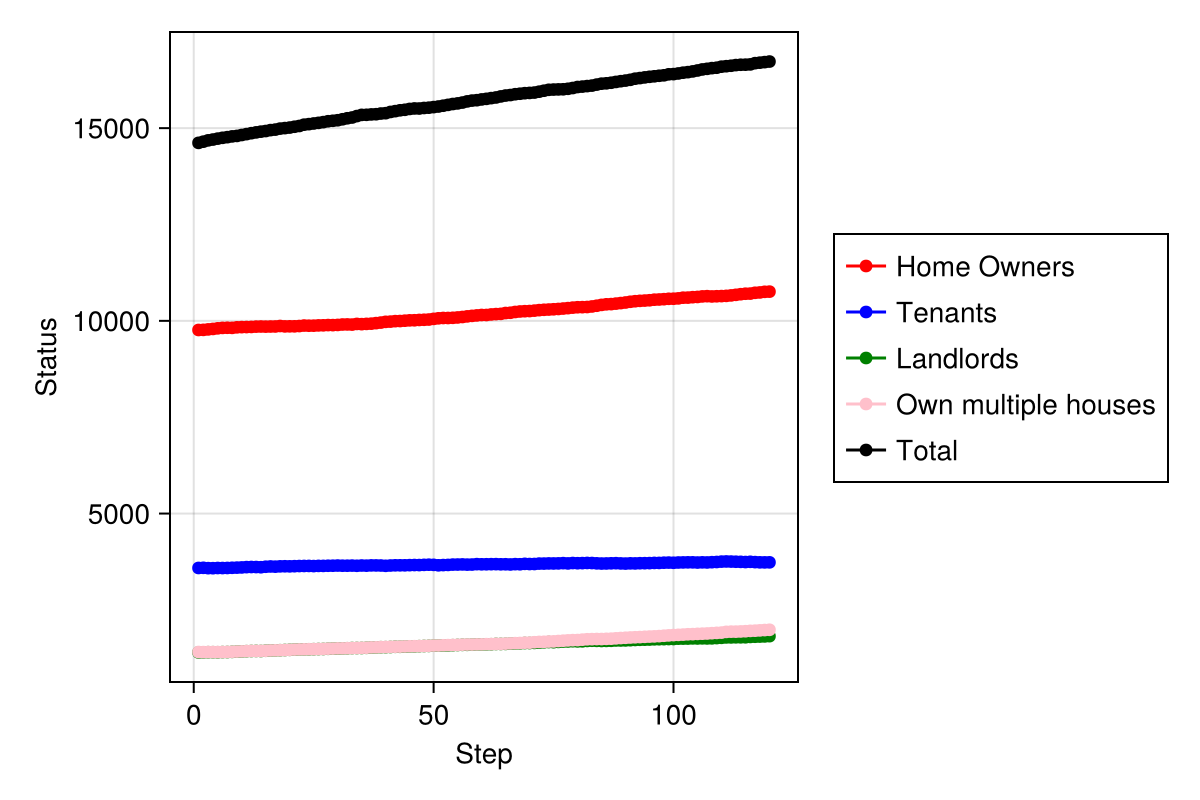 15000
10000
5000
Status
0
50
100
Step
Home Owners
Tenants
Landlords
Own multiple houses
Total